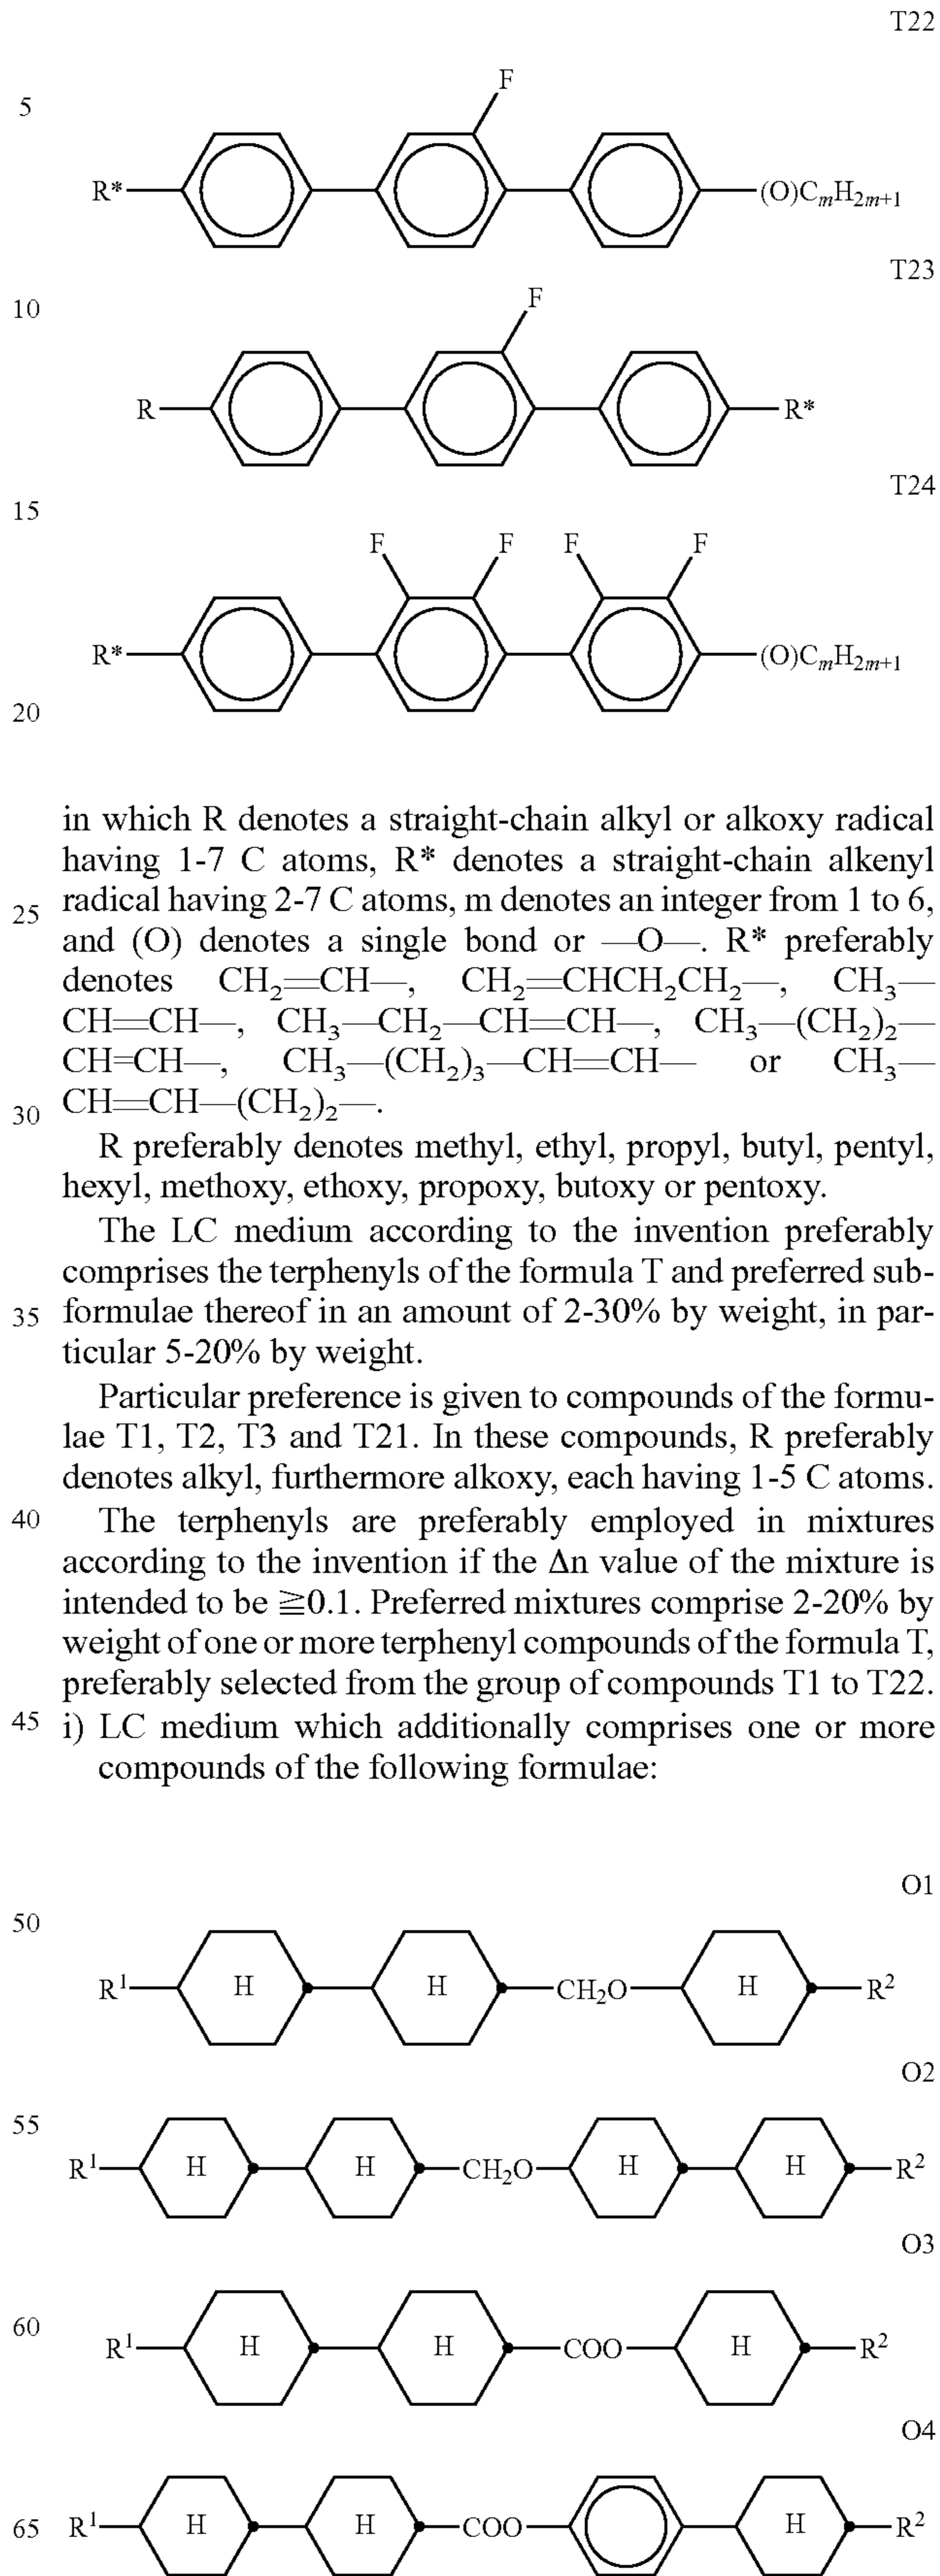 T22
F
5
R* (O)CmH2m+1
T23
F
10
R R*
T24
15
F F F F
R* (O)CmH2m+1
20
in which R denotes a straight-chain alkyl or alkoxy radical
having 1-7 C atoms, R* denotes a straight-chain alkenyl
25 radical having 2-7 C atoms, m denotes an integer from 1 to 6,
and (O) denotes a single bond or —O—. R* preferably
denotes CH₂═CH—, CH₂═CHCH₂CH₂—, CH₃—
CH═CH—, CH₃—CH₂—CH═CH—, CH₃—(CH₂)₂—
CH═CH—, CH₃—(CH₂)₃—CH═CH— or CH₃—
30 CH═CH—(CH₂)₂—.
R preferably denotes methyl, ethyl, propyl, butyl, pentyl,
hexyl, methoxy, ethoxy, propoxy, butoxy or pentoxy.
The LC medium according to the invention preferably
comprises the terphenyls of the formula T and preferred sub-
35 formulae thereof in an amount of 2-30% by weight, in par-
ticular 5-20% by weight.
Particular preference is given to compounds of the formu-
lae T1, T2, T3 and T21. In these compounds, R preferably
denotes alkyl, furthermore alkoxy, each having 1-5 C atoms.
40 The terphenyls are preferably employed in mixtures
according to the invention if the Δn value of the mixture is
intended to be ≧0.1. Preferred mixtures comprise 2-20% by
weight of one or more terphenyl compounds of the formula T,
preferably selected from the group of compounds T1 to T22.
45 i) LC medium which additionally comprises one or more
compounds of the following formulae:
O1
50
R¹ H H CH₂O H R²
O2
55
R¹ H H CH₂O H H R²
O3
60
R¹ H H COO H R²
O4
65 R¹ H H COO H R²